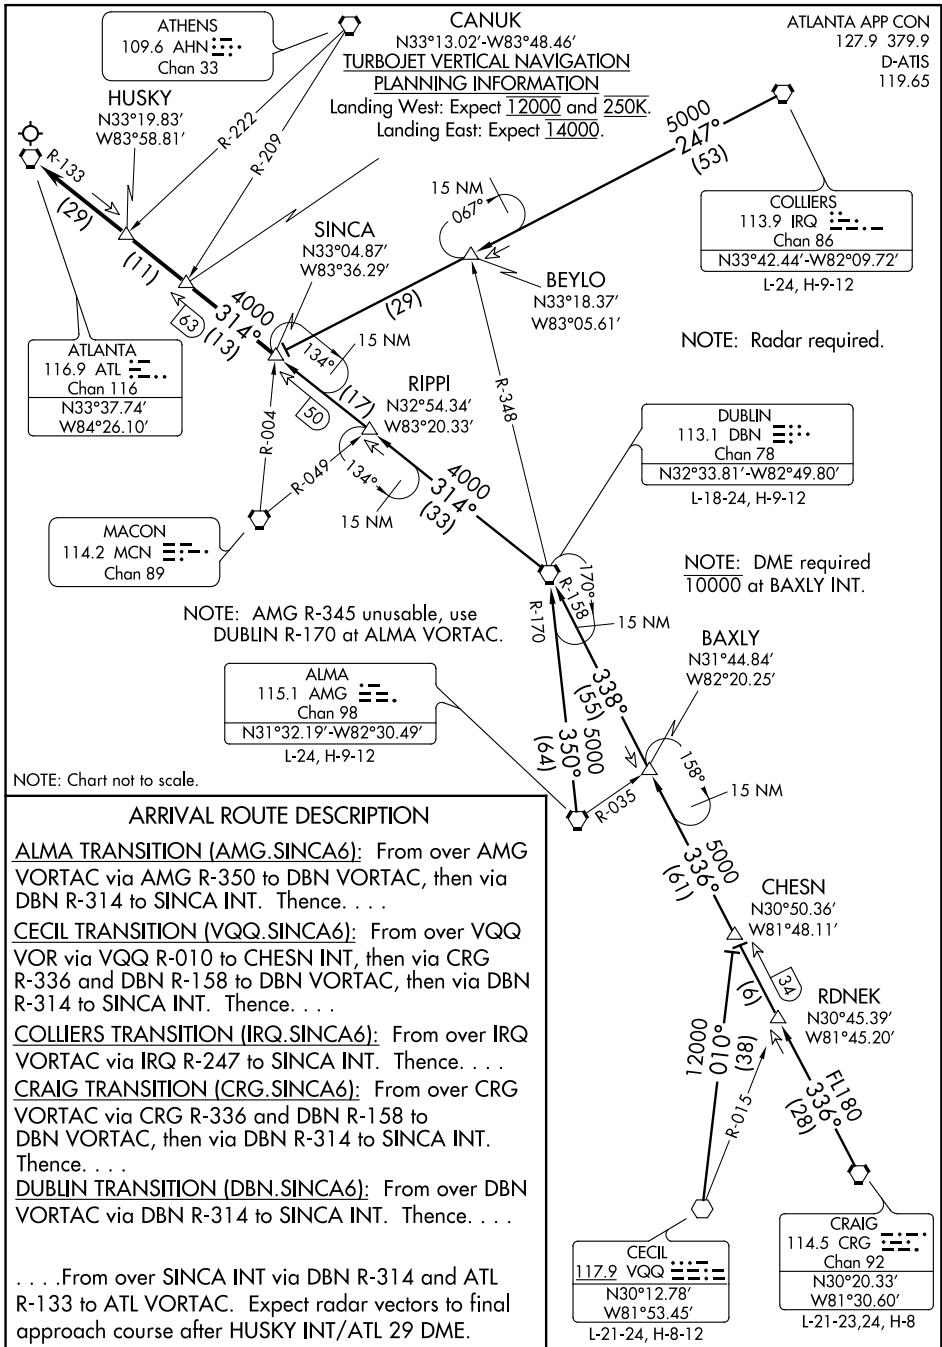 ATHENS
109.6 AHN
Chan 33
CANUK
N33°13.02'-W83°48.46'
TURBOJET VERTICAL NAVIGATION
PLANNING INFORMATION
Landing West: Expect 12000 and 250K.
Landing East: Expect 14000.
ATLANTA APP CON
127.9 379.9
D-ATIS
119.65
HUSKY
N33°19.83'
W83°58.81'
R-222
R-209
R-133
(29)
(11)
5000
247°
(53)
15 NM
067°
COLLIERS
113.9 IRQ
Chan 86
N33°42.44'-W82°09.72'
L-24, H-9-12
SINCA
N33°04.87'
W83°36.29'
BEYLO
N33°18.37'
W83°05.61'
(29)
4000
314°
(13)
63
NOTE: Radar required.
ATLANTA
116.9 ATL
Chan 116
N33°37.74'
W84°26.10'
134°
15 NM
RIPPI
N32°54.34'
W83°20.33'
(17)
50
R-004
R-049
R-348
134°
15 NM
4000
314°
(33)
DUBLIN
113.1 DBN
Chan 78
N32°33.81'-W82°49.80'
L-18-24, H-9-12
MACON
114.2 MCN
Chan 89
NOTE: DME required
10000 at BAXLY INT.
NOTE: AMG R-345 unusable, use
DUBLIN R-170 at ALMA VORTAC.
170°
R-158
R-170
15 NM
BAXLY
N31°44.84'
W82°20.25'
ALMA
115.1 AMG
Chan 98
N31°32.19'-W82°30.49'
L-24, H-9-12
338°
(55)
5000
350°
(64)
R-035
158°
15 NM
NOTE: Chart not to scale.
5000
336°
(61)
CHESN
N30°50.36'
W81°48.11'
34
(6)
RDNEK
N30°45.39'
W81°45.20'
12000
010°
(38)
R-015
FL180
336°
(28)
CECIL
117.9 VQQ
N30°12.78'
W81°53.45'
L-21-24, H-8-12
CRAIG
114.5 CRG
Chan 92
N30°20.33'
W81°30.60'
L-21-23,24, H-8
ARRIVAL ROUTE DESCRIPTION
ALMA TRANSITION (AMG.SINCA6): From over AMG
VORTAC via AMG R-350 to DBN VORTAC, then via
DBN R-314 to SINCA INT. Thence. . . .
CECIL TRANSITION (VQQ.SINCA6): From over VQQ
VOR via VQQ R-010 to CHESN INT, then via CRG
R-336 and DBN R-158 to DBN VORTAC, then via DBN
R-314 to SINCA INT. Thence. . . .
COLLIERS TRANSITION (IRQ.SINCA6): From over IRQ
VORTAC via IRQ R-247 to SINCA INT. Thence. . . .
CRAIG TRANSITION (CRG.SINCA6): From over CRG
VORTAC via CRG R-336 and DBN R-158 to
DBN VORTAC, then via DBN R-314 to SINCA INT.
Thence. . . .
DUBLIN TRANSITION (DBN.SINCA6): From over DBN
VORTAC via DBN R-314 to SINCA INT. Thence. . . .
. . . .From over SINCA INT via DBN R-314 and ATL
R-133 to ATL VORTAC. Expect radar vectors to final
approach course after HUSKY INT/ATL 29 DME.